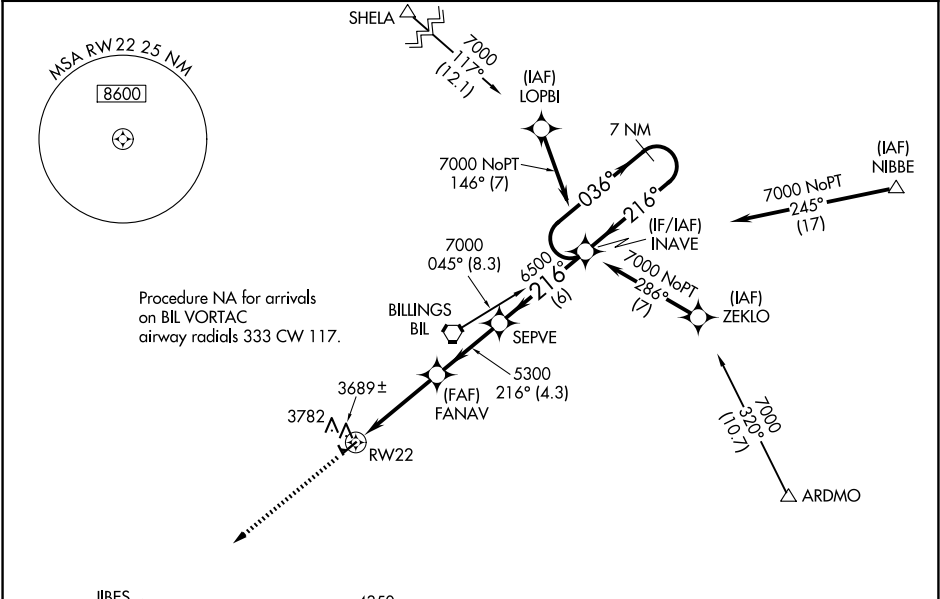 SHELA
7000
117°
(12.1)
MSA RW22 25 NM
8600
(IAF)
LOPBI
7 NM
7000 NoPT
146° (7)
036°
216°
(IAF)
NIBBE
7000 NoPT
245°
(17)
(IF/IAF)
INAVE
7000
045° (8.3)
6500
216°
(6)
7000 NoPT
286°
(7)
(IAF)
ZEKLO
Procedure NA for arrivals
on BIL VORTAC
airway radials 333 CW 117.
BILLINGS
BIL
SEPVE
5300
216° (4.3)
(FAF)
FANAV
3689±
3782
RW22
7000
320°
(10.7)
ARDMO